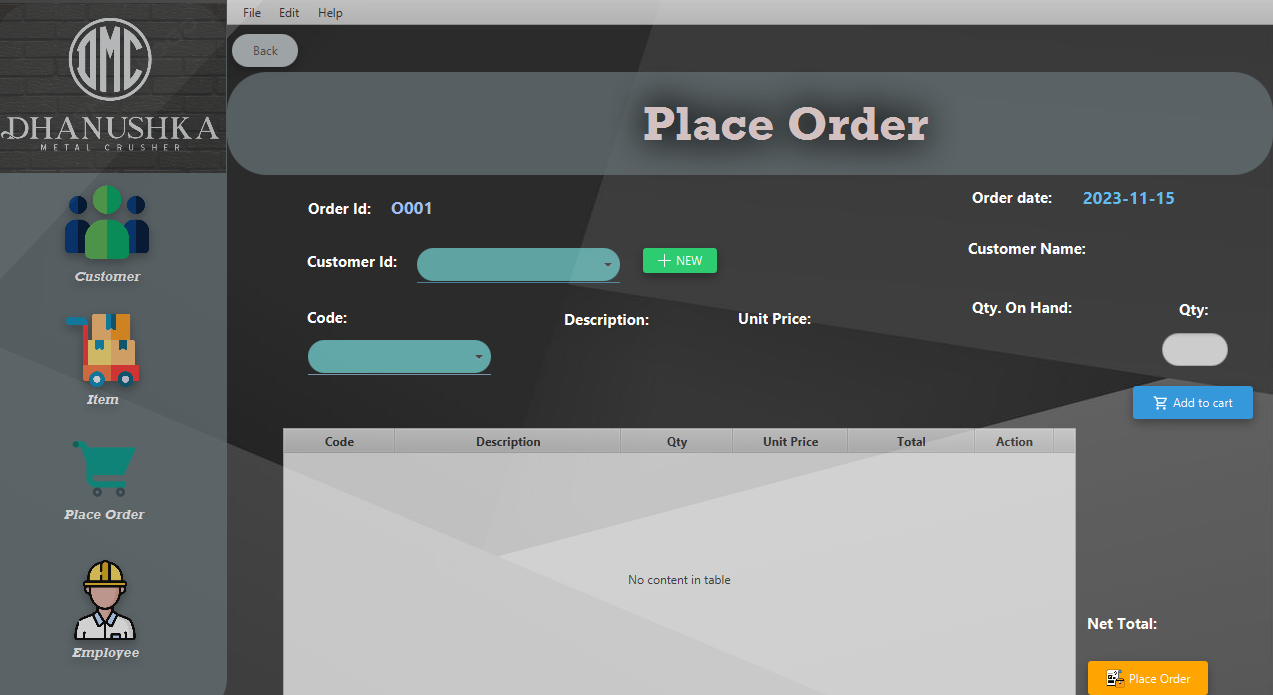 File Edit Help
DMC
DHANUSHKA
METAL CRUSHER
Back
Place Order
Order Id: O001
Order date: 2023-11-15
Customer Id:
NEW
Customer Name:
Code:
Description:
Unit Price:
Qty. On Hand:
Qty:
Add to cart
Customer
Item
Place Order
Employee
Code Description Qty Unit Price Total Action
No content in table
Net Total:
Place Order